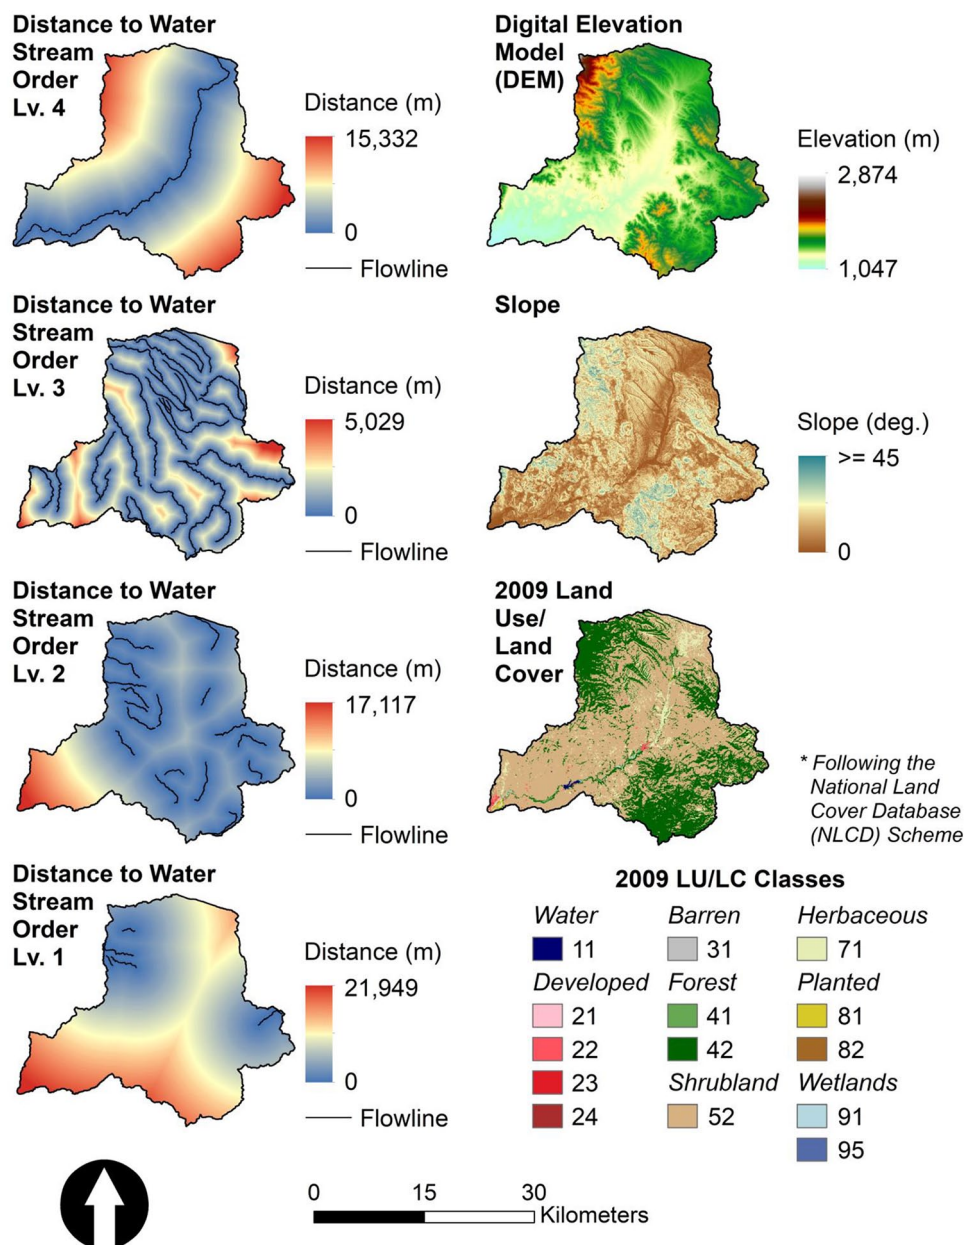 Distance to Water
Stream
Order
Lv. 4
Distance (m)
15,332
0
Flowline
Distance to Water
Stream
Order
Lv. 3
Distance (m)
5,029
0
Flowline
Distance to Water
Stream
Order
Lv. 2
Distance (m)
17,117
0
Flowline
Distance to Water
Stream
Order
Lv. 1
Distance (m)
21,949
0
Flowline
Digital Elevation
Model
(DEM)
Elevation (m)
2,874
1,047
Slope
Slope (deg.)
>= 45
0
2009 Land
Use/
Land
Cover
* Following the
National Land
Cover Database
(NLCD) Scheme
2009 LU/LC Classes
Water
11
Developed
21
22
23
24
Barren
31
Forest
41
42
Shrubland
52
Herbaceous
71
Planted
81
82
Wetlands
91
95
0 15 30
Kilometers